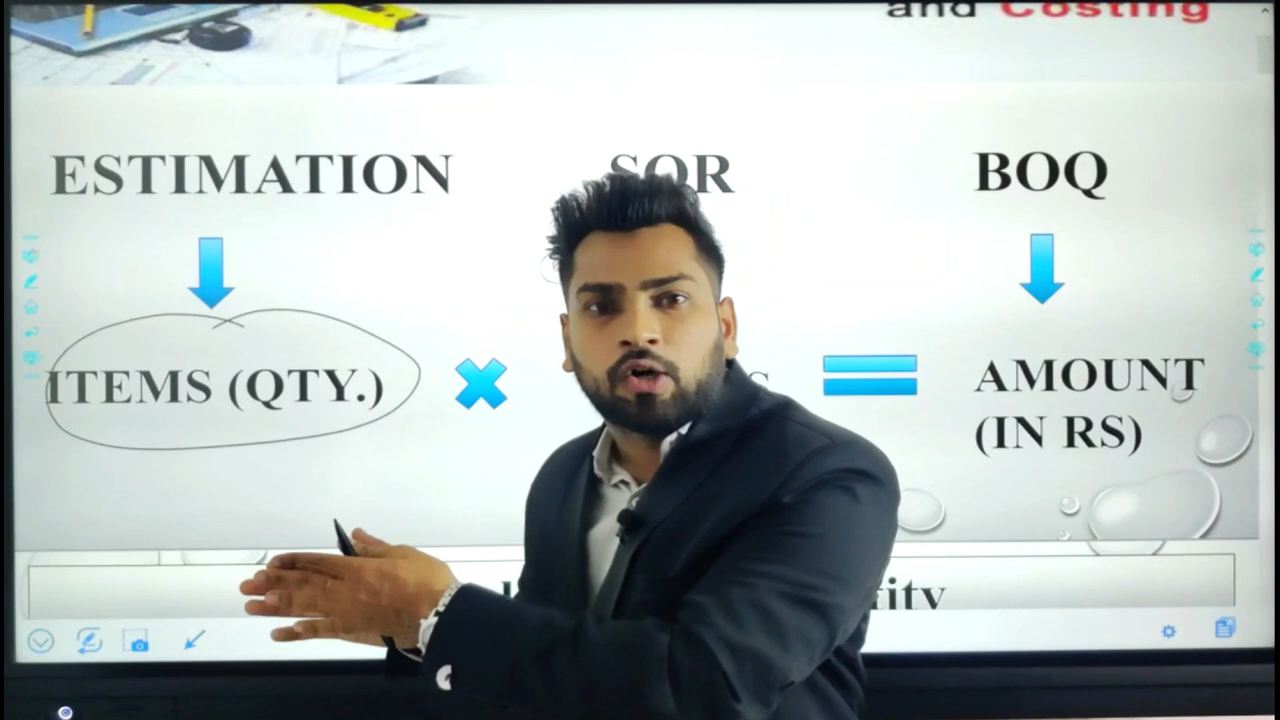 and Costing
ESTIMATION
SOR
BOQ
ITEMS (QTY.)
AMOUNT
(IN RS)